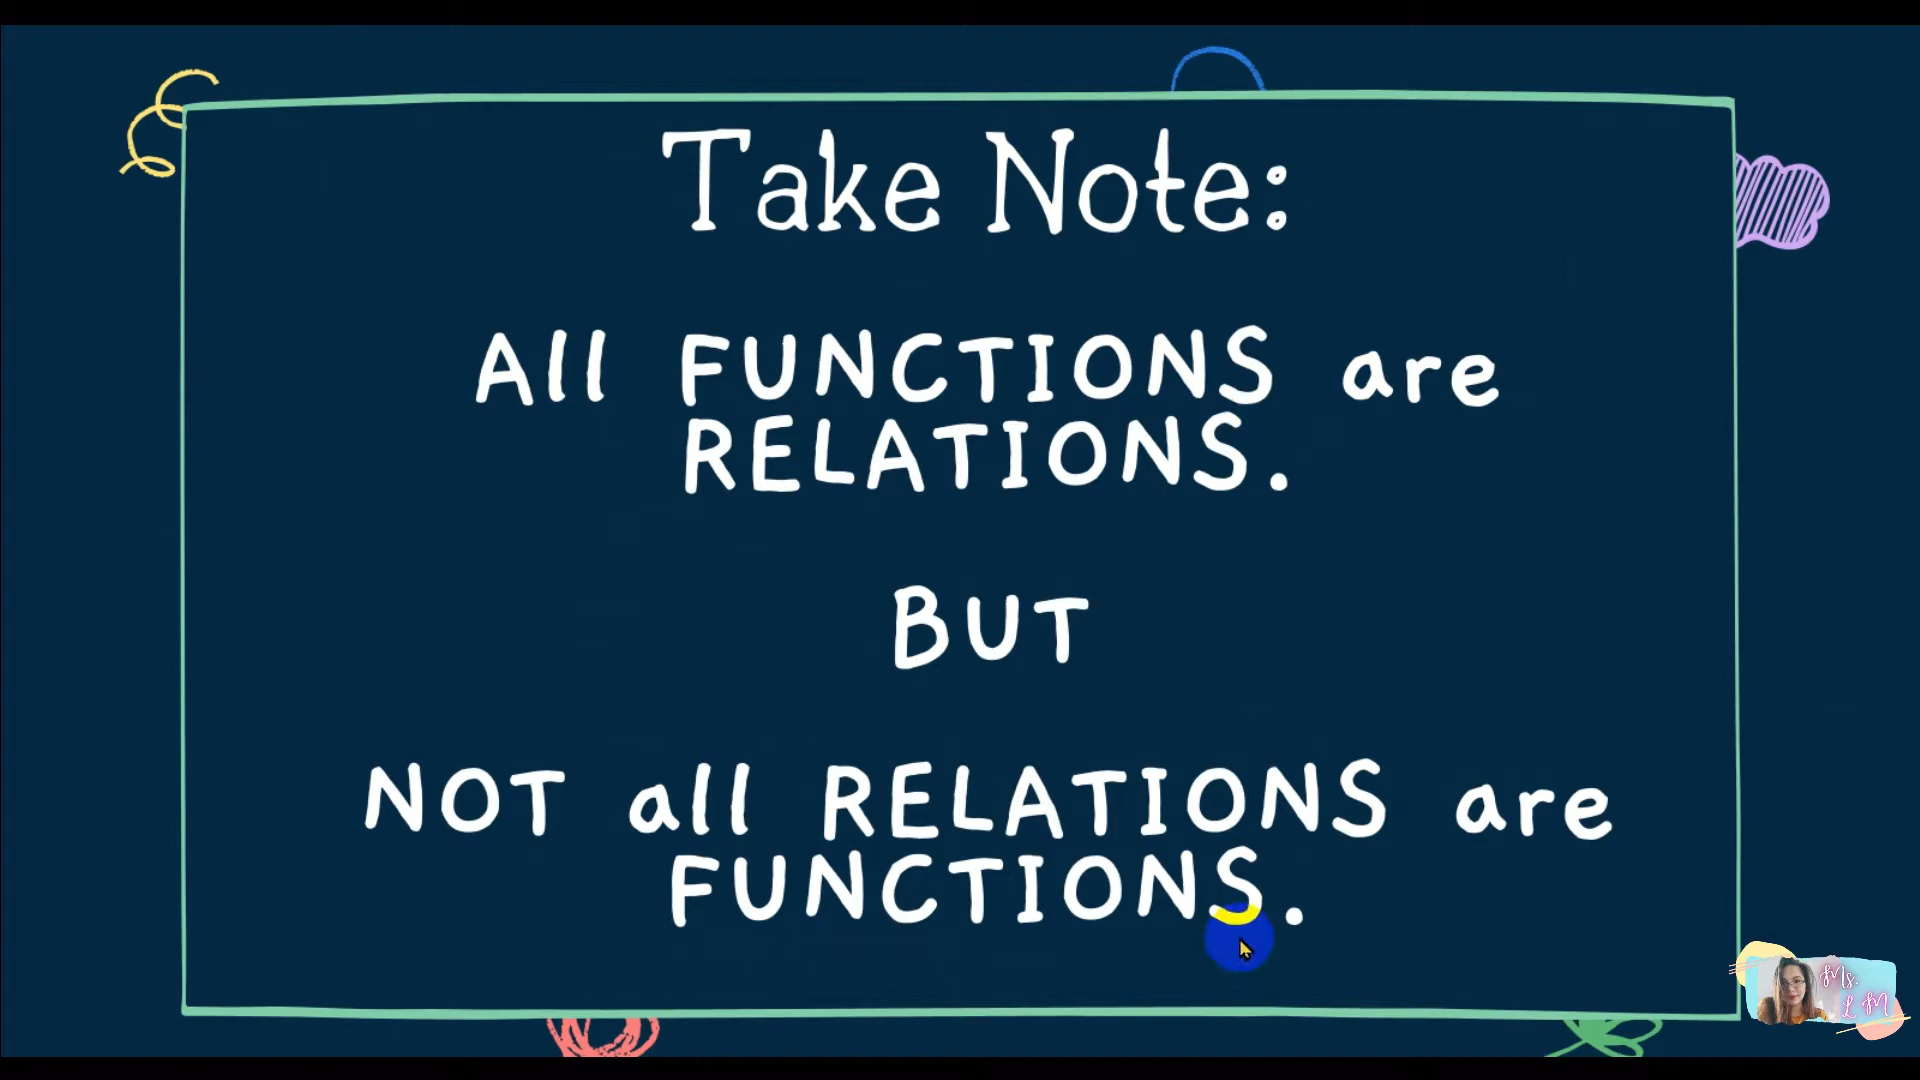 Take Note:
All FUNCTIONS are
RELATIONS.
BUT
NOT all RELATIONS are
FUNCTIONS.
Ms.
LM